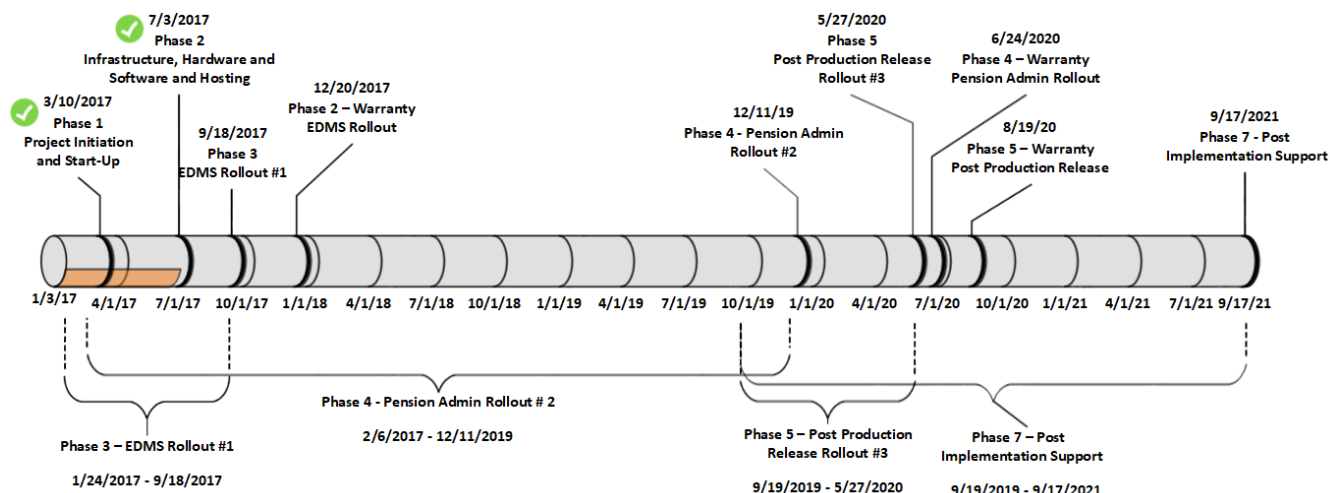 7/3/2017
Phase 2
Infrastructure, Hardware and
Software and Hosting
3/10/2017
Phase 1
Project Initiation
and Start-Up
9/18/2017
Phase 3
EDMS Rollout #1
12/20/2017
Phase 2 – Warranty
EDMS Rollout
12/11/19
Phase 4 - Pension Admin
Rollout #2
5/27/2020
Phase 5
Post Production Release
Rollout #3
6/24/2020
Phase 4 – Warranty
Pension Admin Rollout
8/19/20
Phase 5 – Warranty
Post Production Release
9/17/2021
Phase 7 - Post
Implementation Support
1/3/17 4/1/17 7/1/17 10/1/17 1/1/18 4/1/18 7/1/18 10/1/18 1/1/19 4/1/19 7/1/19 10/1/19 1/1/20 4/1/20 7/1/20 10/1/20 1/1/21 4/1/21 7/1/21 9/17/21
Phase 3 – EDMS Rollout #1
1/24/2017 - 9/18/2017
Phase 4 - Pension Admin Rollout # 2
2/6/2017 - 12/11/2019
Phase 5 – Post Production
Release Rollout #3
9/19/2019 - 5/27/2020
Phase 7 – Post
Implementation Support
9/19/2019 - 9/17/2021